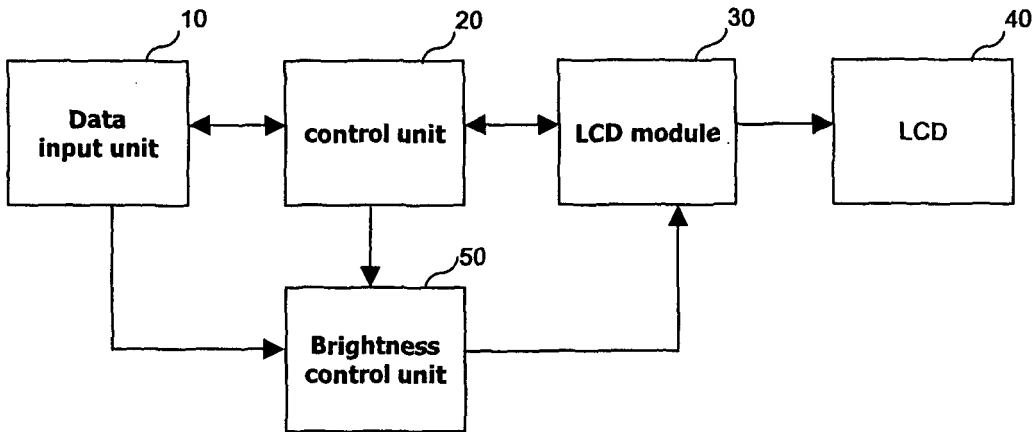 10
20
30
40
Data
input unit
control unit
LCD module
LCD
50
Brightness
control unit